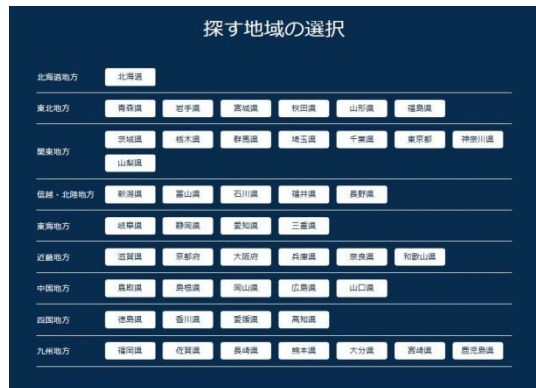 探す地域の選択
北海道地方 北海道
東北地方 青森県 岩手県 宮城県 秋田県 山形県 福島県
関東地方 茨城県 栃木県 群馬県 埼玉県 千葉県 東京都 神奈川県
山梨県
信越・北陸地方 新潟県 富山県 石川県 福井県 長野県
東海地方 岐阜県 静岡県 愛知県 三重県
近畿地方 滋賀県 京都府 大阪府 兵庫県 奈良県 和歌山県
中国地方 鳥取県 島根県 岡山県 広島県 山口県
四国地方 徳島県 香川県 愛媛県 高知県
九州地方 福岡県 佐賀県 長崎県 熊本県 大分県 宮崎県 鹿児島県